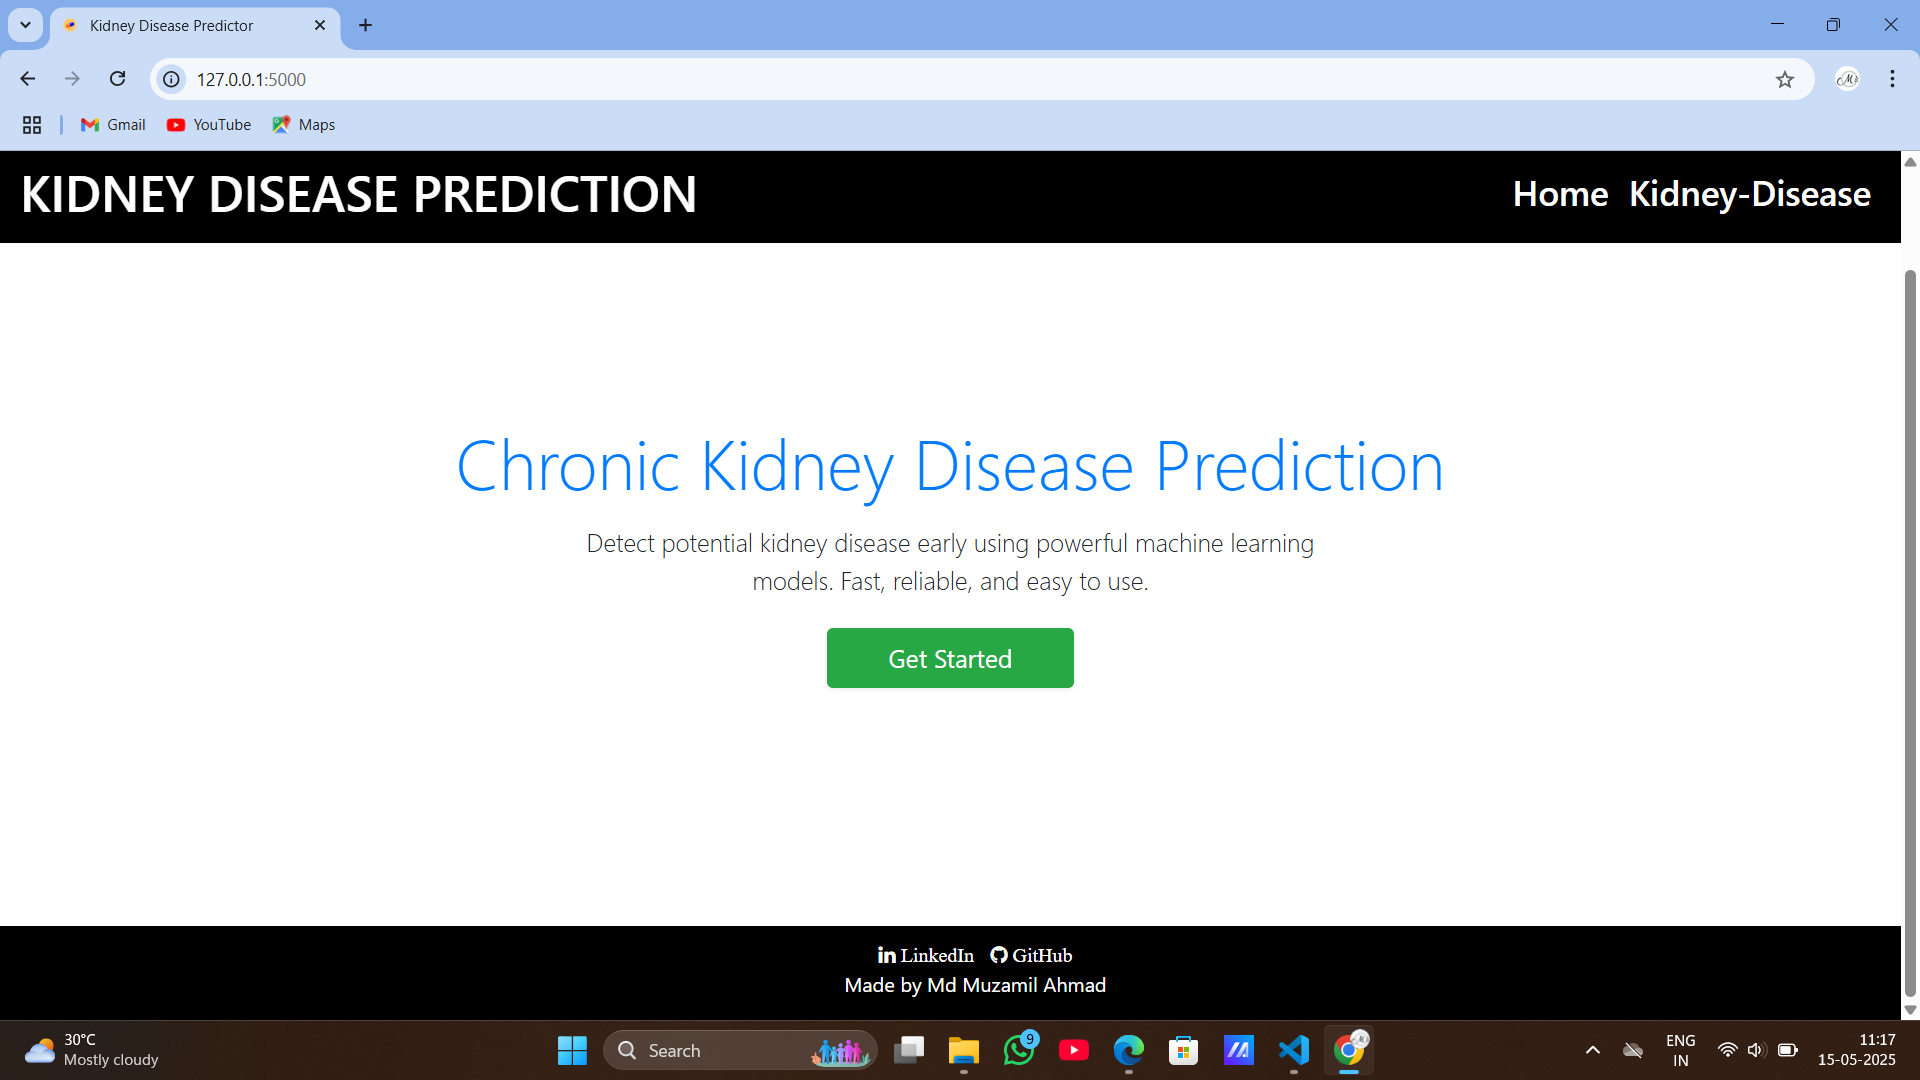 Kidney Disease Predictor
127.0.0.1:5000
Gmail YouTube Maps
KIDNEY DISEASE PREDICTION
Home Kidney-Disease
Chronic Kidney Disease Prediction
Detect potential kidney disease early using powerful machine learning
models. Fast, reliable, and easy to use.
Get Started
in LinkedIn GitHub
Made by Md Muzamil Ahmad
30°C
Mostly cloudy
Search
9
ENG
IN
11:17
15-05-2025